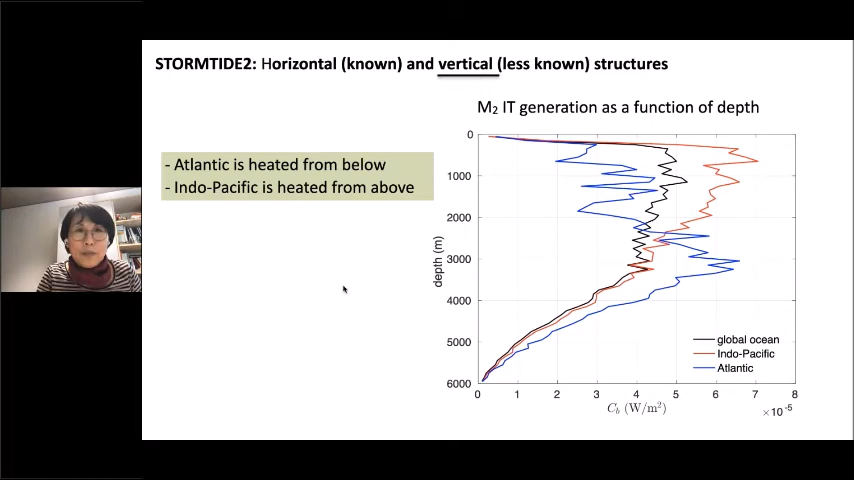 STORMTIDE2: Horizontal (known) and vertical (less known) structures
M₂ IT generation as a function of depth
- Atlantic is heated from below
- Indo-Pacific is heated from above
0
1000
2000
3000
4000
5000
6000
depth (m)
global ocean
Indo-Pacific
Atlantic
0 1 2 3 4 5 6 7 8
C_b (W/m²)
×10⁻⁵